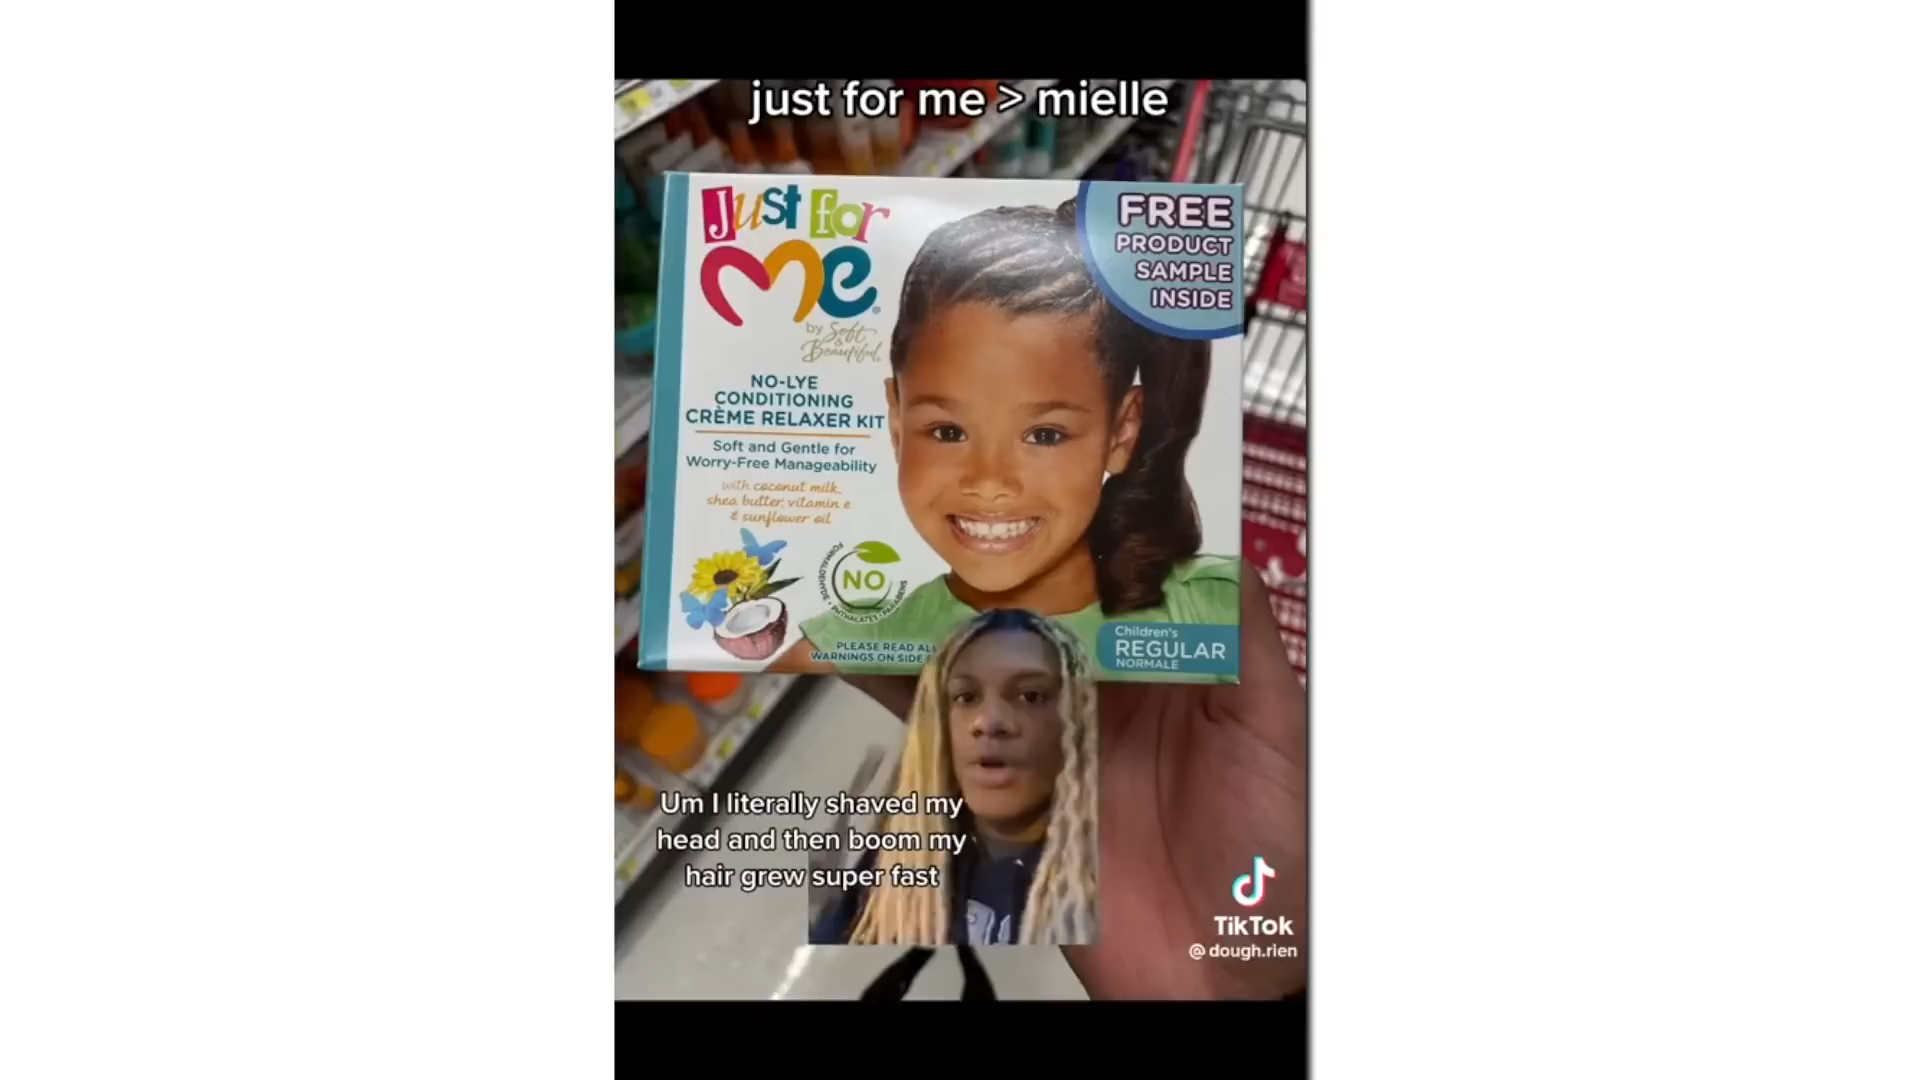 just for me > mielle
Just for
Me®
by Soft
&
Beautiful®
NO-LYE
CONDITIONING
CRÈME RELAXER KIT
Soft and Gentle for
Worry-Free Manageability
with coconut milk,
shea butter, vitamin e
& sunflower oil
FORMALDEHYDE • PHTHALATES • PARABENS
NO
PLEASE READ ALL
WARNINGS ON SIDE
FREE
PRODUCT
SAMPLE
INSIDE
Children's
REGULAR
NORMALE
Um I literally shaved my
head and then boom my
hair grew super fast
TikTok
@dough.rien